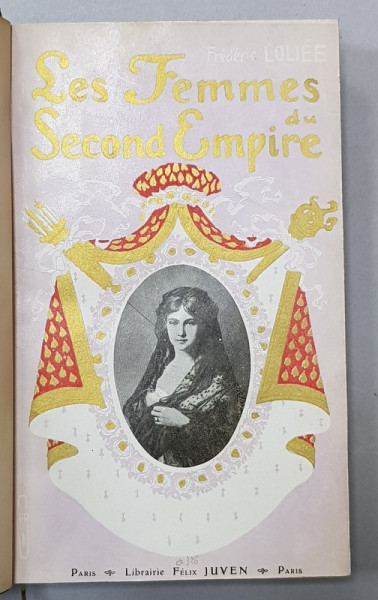 Frédéric LOLIÉE
Les Femmes
du
Second Empire
PARIS Librairie FÉLIX JUVEN PARIS